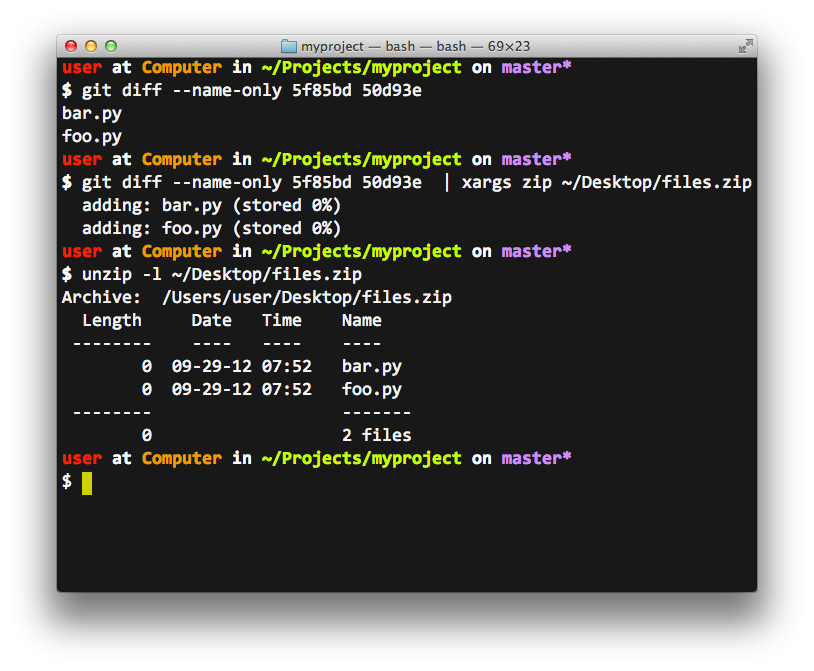 myproject — bash — bash — 69×23
user at Computer in ~/Projects/myproject on master*
$ git diff --name-only 5f85bd 50d93e
bar.py
foo.py
user at Computer in ~/Projects/myproject on master*
$ git diff --name-only 5f85bd 50d93e  | xargs zip ~/Desktop/files.zip
  adding: bar.py (stored 0%)
  adding: foo.py (stored 0%)
user at Computer in ~/Projects/myproject on master*
$ unzip -l ~/Desktop/files.zip
Archive:  /Users/user/Desktop/files.zip
  Length     Date   Time    Name
 --------    ----   ----    ----
        0  09-29-12 07:52   bar.py
        0  09-29-12 07:52   foo.py
 --------                   -------
        0                   2 files
user at Computer in ~/Projects/myproject on master*
$